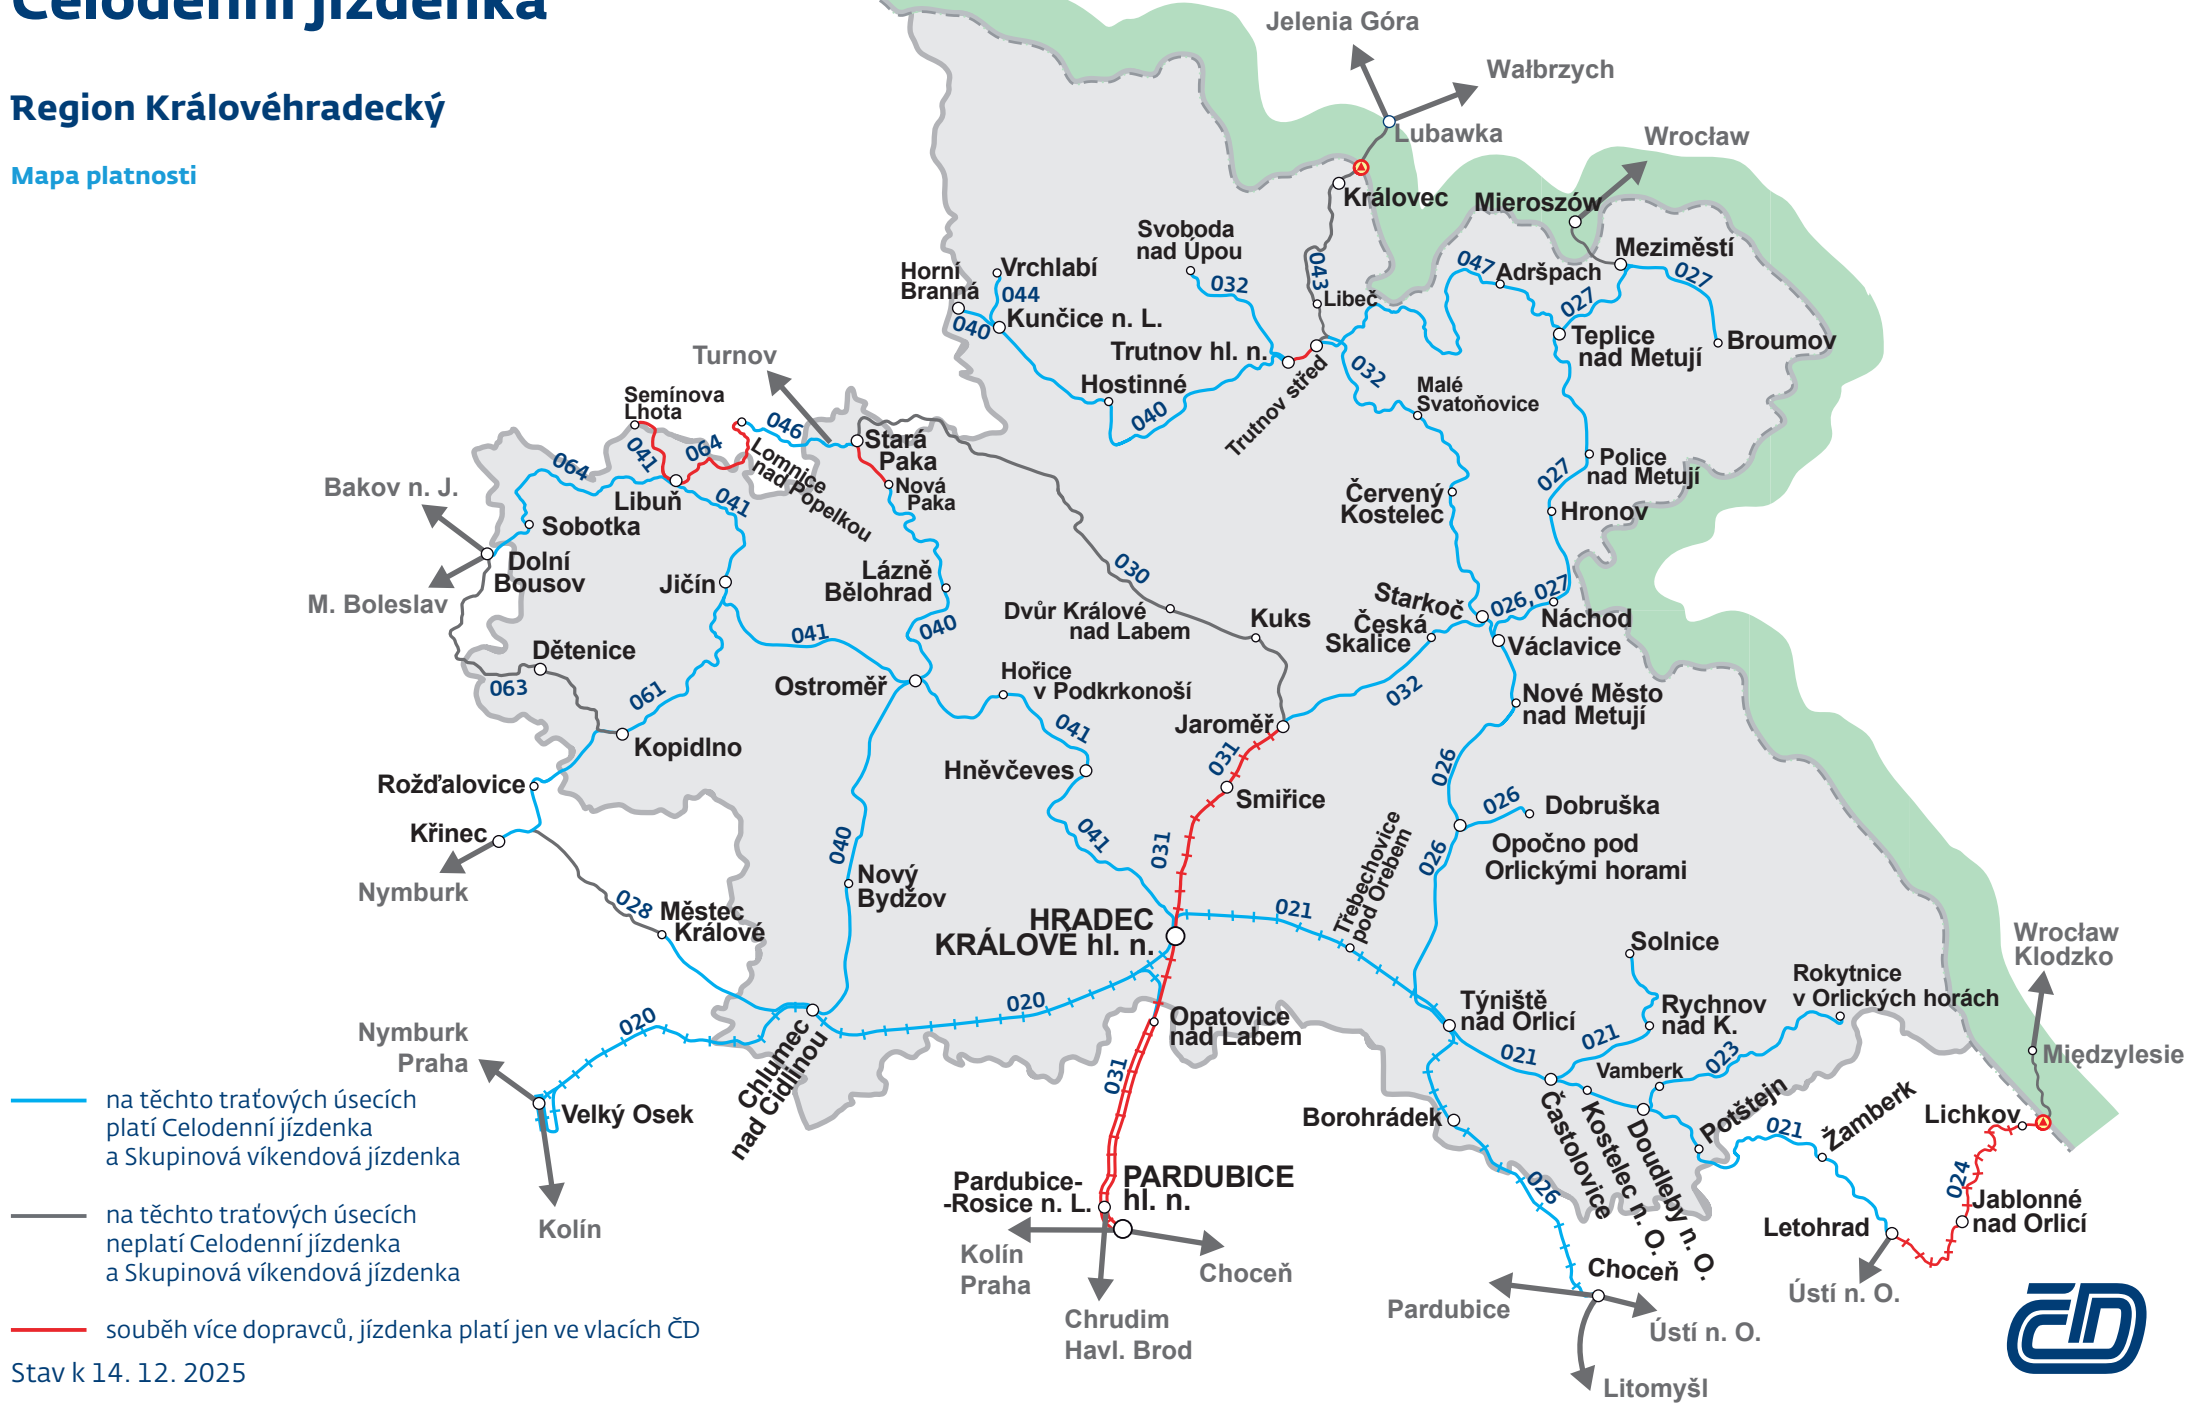 Celodenní jízdenka
Region Královéhradecký
Mapa platnosti
Jelenia Góra
Wałbrzych
Lubawka
Wrocław
Královec
Mieroszów
Meziměstí
Svoboda
nad Úpou
032
043
Libeč
047
Adršpach
027
027
Teplice
nad Metují
Broumov
Horní
Branná
Vrchlabí
044
040
Kunčice n. L.
Trutnov hl. n.
Trutnov střed
Hostinné
040
032
Malé
Svatoňovice
Turnov
Semínova
Lhota
041
064
046
Lomnice
nad Popelkou
Stará
Paka
Nová
Paka
064
Libuň
041
Bakov n. J.
Sobotka
Dolní
Bousov
M. Boleslav
Jičín
Lázně
Bělohrad
040
030
Červený
Kostelec
Police
nad Metují
027
Hronov
Dvůr Králové
nad Labem
Kuks
Starkoč
026, 027
Náchod
Česká
Skalice
Václavice
Dětenice
063
061
041
Ostroměř
Hořice
v Podkrkonoší
032
Nové Město
nad Metují
Kopidlno
041
Jaroměř
031
Hněvčeves
Smiřice
026
Rožďalovice
Křinec
Nymburk
026
Dobruška
Opočno pod
Orlickými horami
026
040
041
031
Třebechovice
pod Orebem
Nový
Bydžov
028
Městec
Králové
HRADEC
KRÁLOVÉ hl. n.
021
Solnice
Rokytnice
v Orlických horách
Wrocław
Klodzko
Týniště
nad Orlicí
Rychnov
nad K.
020
020
Nymburk
Praha
Chlumec
nad Cidlinou
Opatovice
nad Labem
021
021
Vamberk
023
Międzylesie
031
Velký Osek
Kolín
Borohrádek
Častolovice
Kostelec n. O.
Doudleby n. O.
Potštejn
021
Žamberk
Lichkov
024
Jablonné
nad Orlicí
Letohrad
Ústí n. O.
026
Pardubice-
-Rosice n. L.
PARDUBICE
hl. n.
Kolín
Praha
Choceň
Chrudim
Havl. Brod
Choceň
Pardubice
Ústí n. O.
Litomyšl
na těchto traťových úsecích
platí Celodenní jízdenka
a Skupinová víkendová jízdenka
na těchto traťových úsecích
neplatí Celodenní jízdenka
a Skupinová víkendová jízdenka
souběh více dopravců, jízdenka platí jen ve vlacích ČD
Stav k 14. 12. 2025
ČD